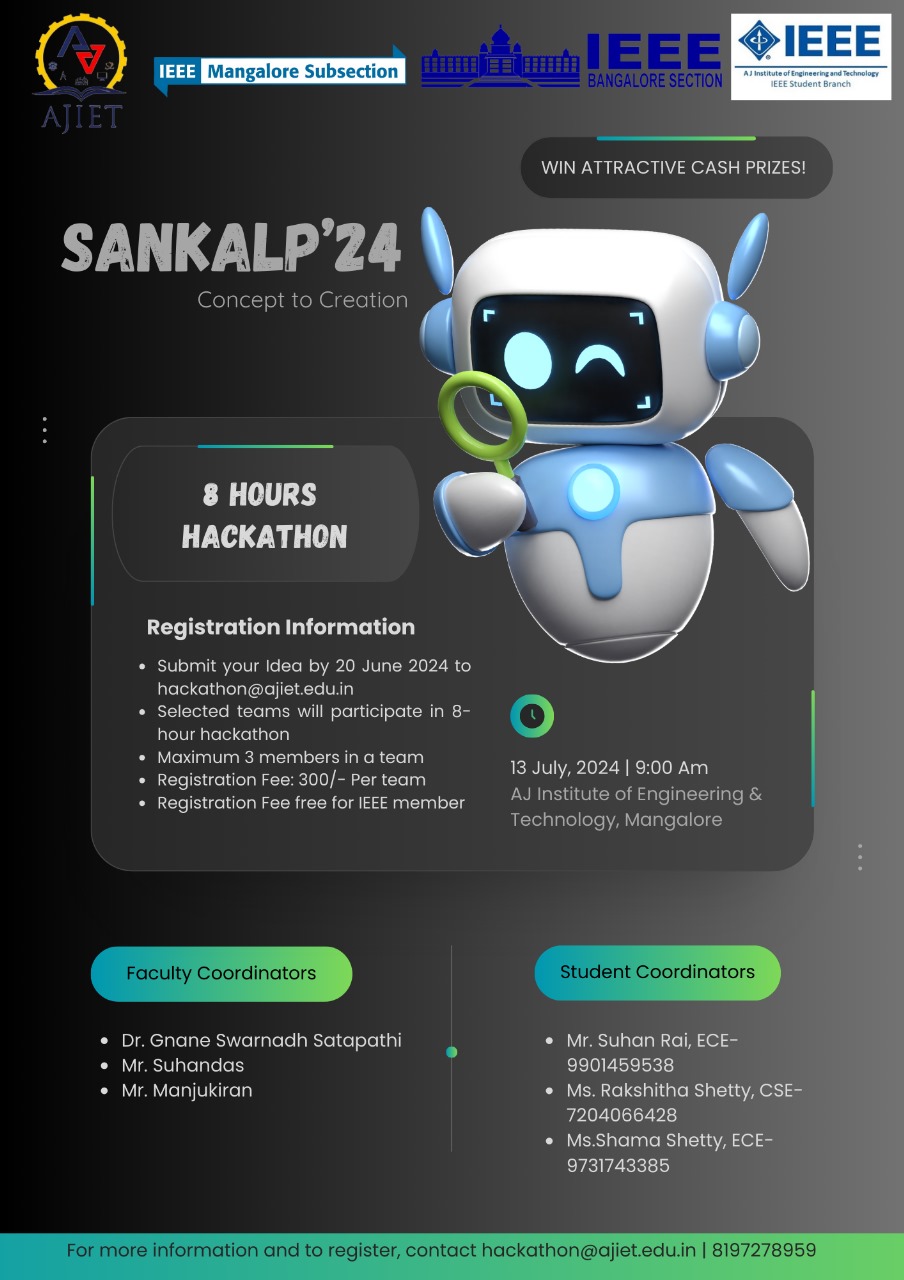 AJIET
IEEE Mangalore Subsection
IEEE
BANGALORE SECTION
IEEE
A J Institute of Engineering and Technology
IEEE Student Branch
WIN ATTRACTIVE CASH PRIZES!
SANKALP'24
Concept to Creation
8 HOURS
HACKATHON
Registration Information
• Submit your Idea by 20 June 2024 to
hackathon@ajiet.edu.in
• Selected teams will participate in 8-
hour hackathon
• Maximum 3 members in a team
• Registration Fee: 300/- Per team
• Registration Fee free for IEEE member
13 July, 2024 | 9:00 Am
AJ Institute of Engineering &
Technology, Mangalore
Faculty Coordinators
• Dr. Gnane Swarnadh Satapathi
• Mr. Suhandas
• Mr. Manjukiran
Student Coordinators
• Mr. Suhan Rai, ECE-
9901459538
• Ms. Rakshitha Shetty, CSE-
7204066428
• Ms.Shama Shetty, ECE-
9731743385
For more information and to register, contact hackathon@ajiet.edu.in | 8197278959